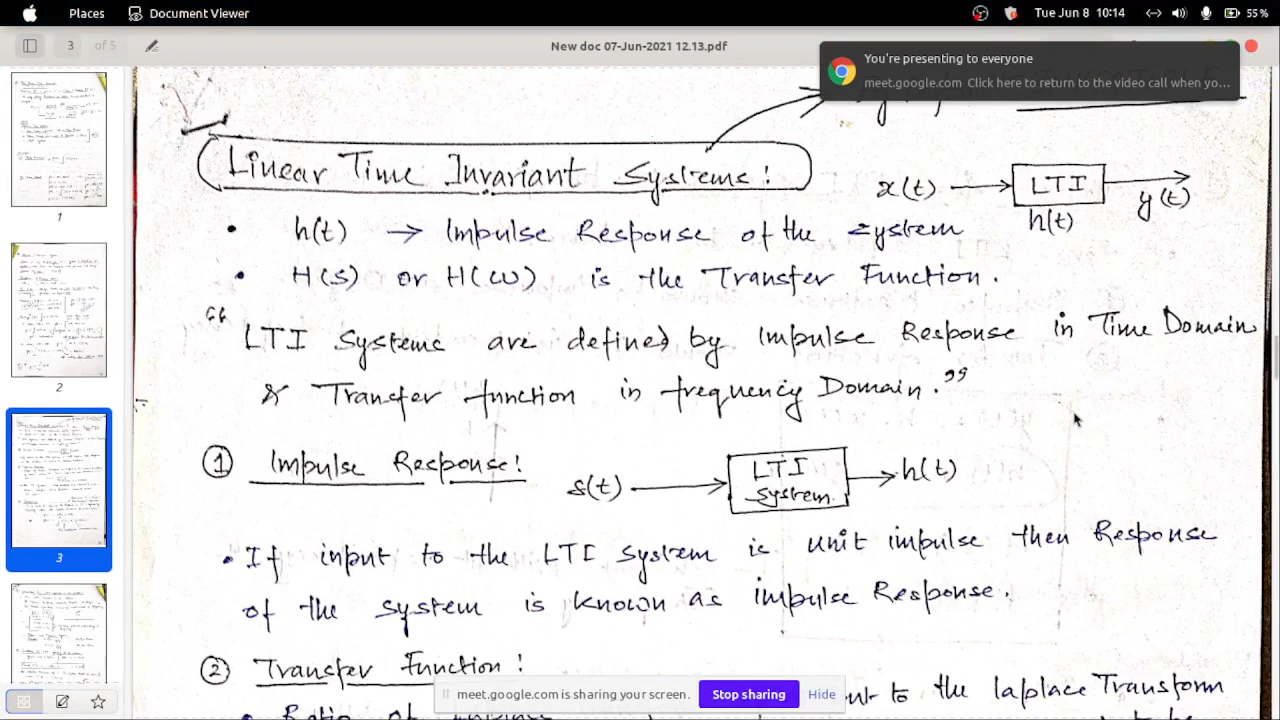 Places Document Viewer Tue Jun 8 10:14 55 %
3 of 5 New doc 07-Jun-2021 12.13.pdf
You're presenting to everyone
meet.google.com Click here to return to the video call when yo...
Linear Time Invariant Systems:
x(t) LTI y(t)
h(t)
• h(t) → Impulse Response of the system
• H(s) or H(ω) is the Transfer Function.
"LTI Systems are defined by Impulse Response in Time Domain
& Transfer function in frequency Domain."
① Impulse Response:
δ(t) LTI System h(t)
• If input to the LTI system is unit impulse then Response
of the system is known as impulse Response.
② Transfer Function:
• Ratio of to the laplace Transform
1
2
3
meet.google.com is sharing your screen. Stop sharing Hide